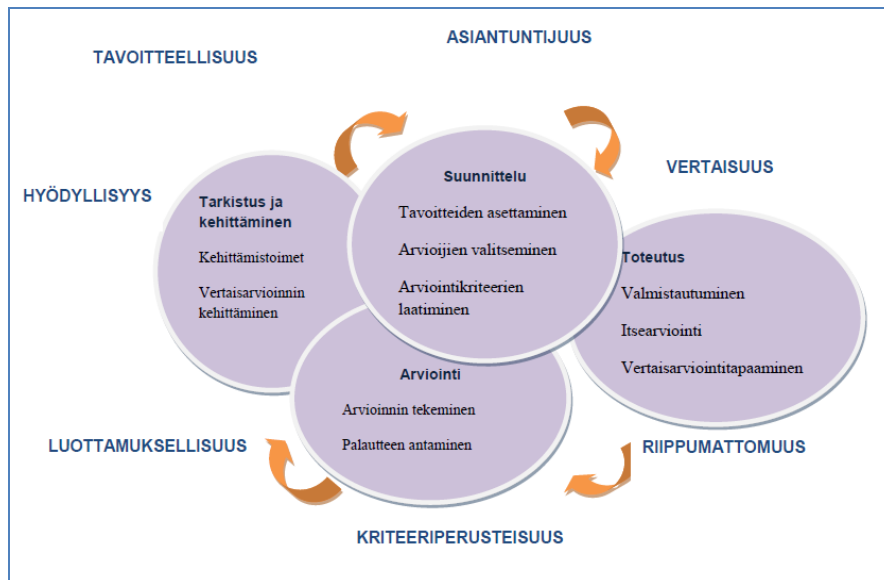 ASIANTUNTIJUUS
TAVOITTEELLISUUS
VERTAISUUS
HYÖDYLLISYYS
Suunnittelu
Tavoitteiden asettaminen
Arvioijien valitseminen
Arviointikriteerien
laatiminen
Tarkistus ja
kehittäminen
Kehittämistoimet
Vertaisarvioinnin
kehittäminen
Toteutus
Valmistautuminen
Itsearviointi
Vertaisarviointitapaaminen
Arviointi
Arvioinnin tekeminen
Palautteen antaminen
LUOTTAMUKSELLISUUS
RIIPPUMATTOMUUS
KRITEERIPERUSTEISUUS